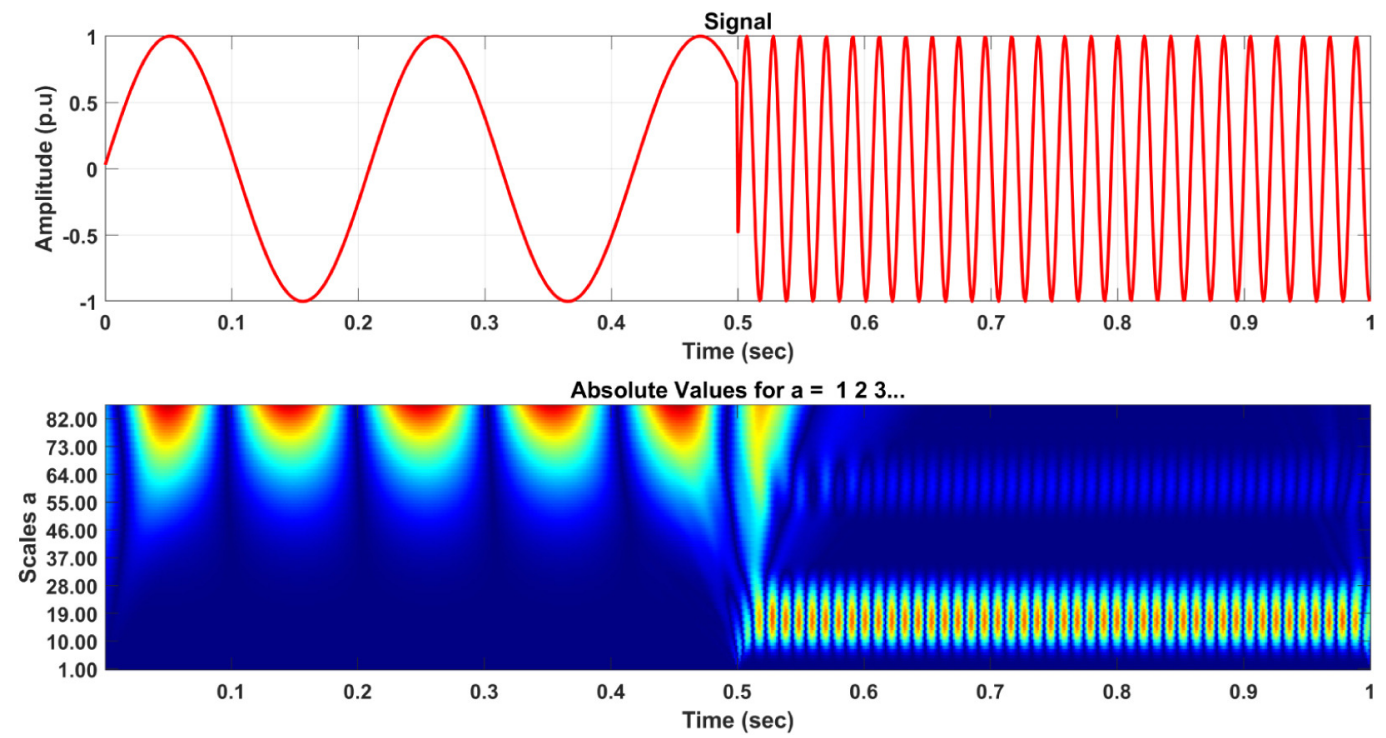 Signal
Amplitude (p.u)
1
0.5
0
-0.5
-1
0 0.1 0.2 0.3 0.4 0.5 0.6 0.7 0.8 0.9 1
Time (sec)
Absolute Values for a = 1 2 3...
Scales a
82.00
73.00
64.00
55.00
46.00
37.00
28.00
19.00
10.00
1.00
0.1 0.2 0.3 0.4 0.5 0.6 0.7 0.8 0.9 1
Time (sec)